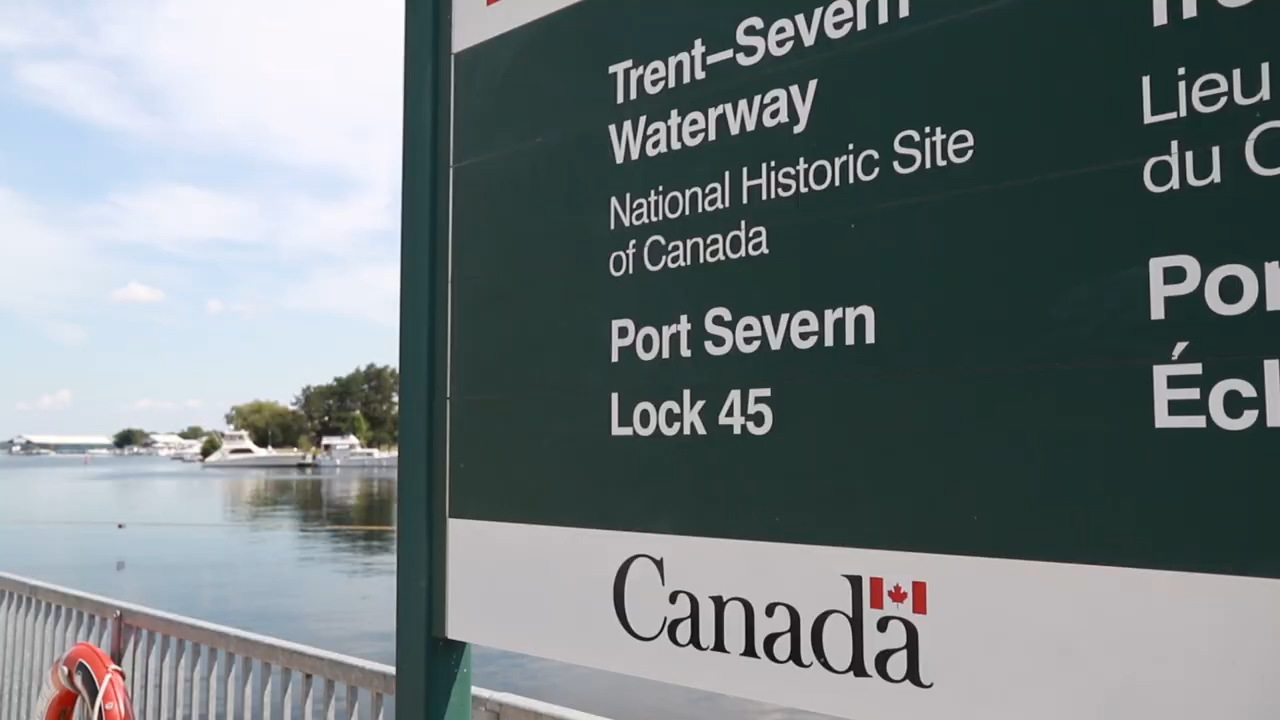 Trent–Severn
Waterway
National Historic Site
of Canada
Port Severn
Lock 45
Lieu
du
Canada